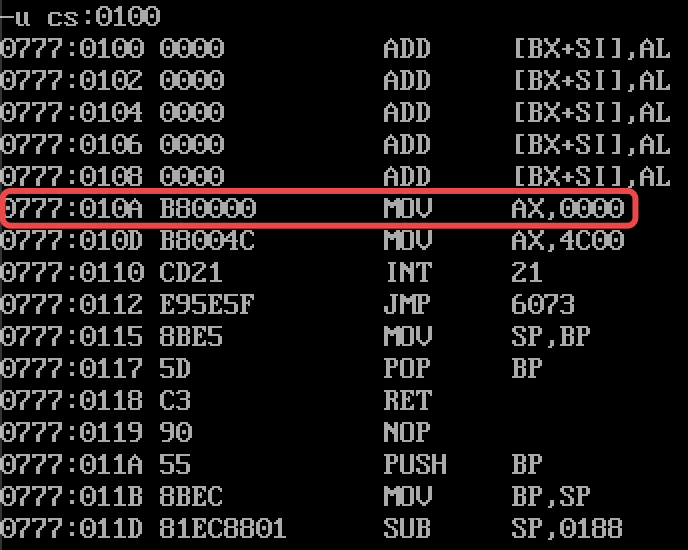 -u cs:0100
0777:0100 0000 ADD [BX+SI],AL
0777:0102 0000 ADD [BX+SI],AL
0777:0104 0000 ADD [BX+SI],AL
0777:0106 0000 ADD [BX+SI],AL
0777:0108 0000 ADD [BX+SI],AL
0777:010A B80000 MOV AX,0000
0777:010D B8004C MOV AX,4C00
0777:0110 CD21 INT 21
0777:0112 E95E5F JMP 6073
0777:0115 8BE5 MOV SP,BP
0777:0117 5D POP BP
0777:0118 C3 RET
0777:0119 90 NOP
0777:011A 55 PUSH BP
0777:011B 8BEC MOV BP,SP
0777:011D 81EC8801 SUB SP,0188